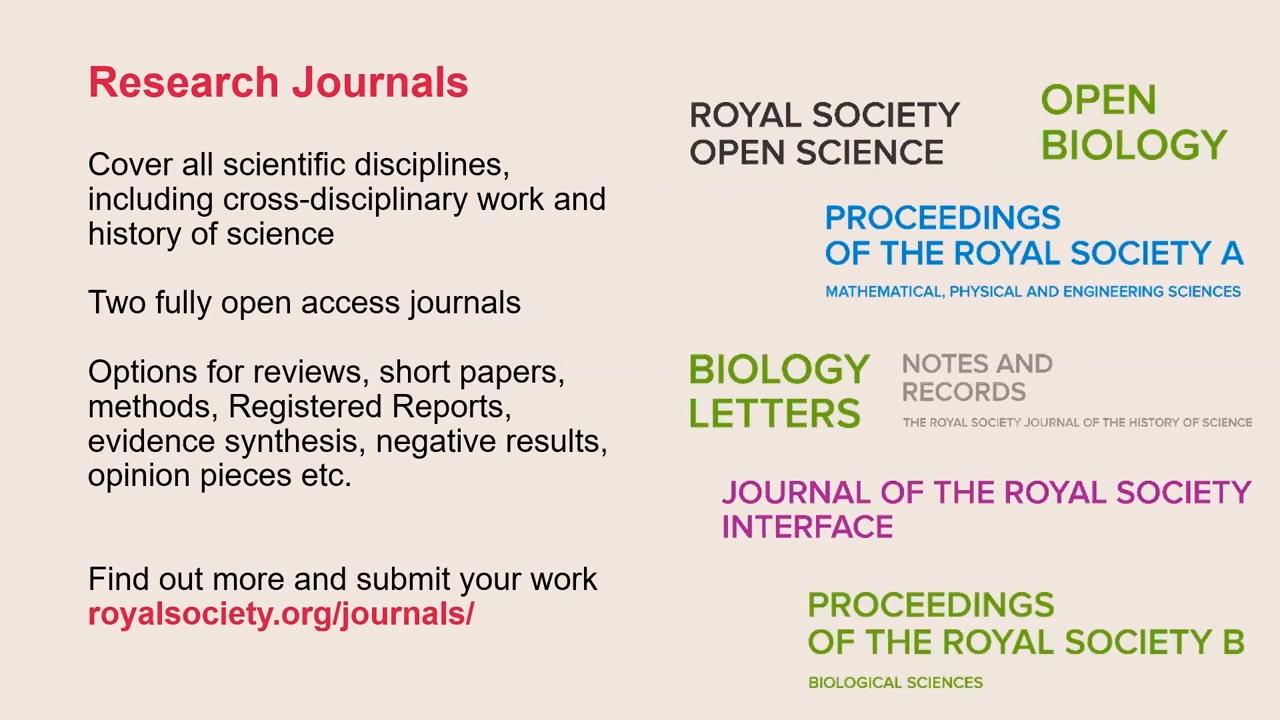 Research Journals
Cover all scientific disciplines,
including cross-disciplinary work and
history of science
Two fully open access journals
Options for reviews, short papers,
methods, Registered Reports,
evidence synthesis, negative results,
opinion pieces etc.
Find out more and submit your work
royalsociety.org/journals/
ROYAL SOCIETY
OPEN SCIENCE
OPEN
BIOLOGY
PROCEEDINGS
OF THE ROYAL SOCIETY A
MATHEMATICAL, PHYSICAL AND ENGINEERING SCIENCES
BIOLOGY
LETTERS
NOTES AND
RECORDS
THE ROYAL SOCIETY JOURNAL OF THE HISTORY OF SCIENCE
JOURNAL OF THE ROYAL SOCIETY
INTERFACE
PROCEEDINGS
OF THE ROYAL SOCIETY B
BIOLOGICAL SCIENCES